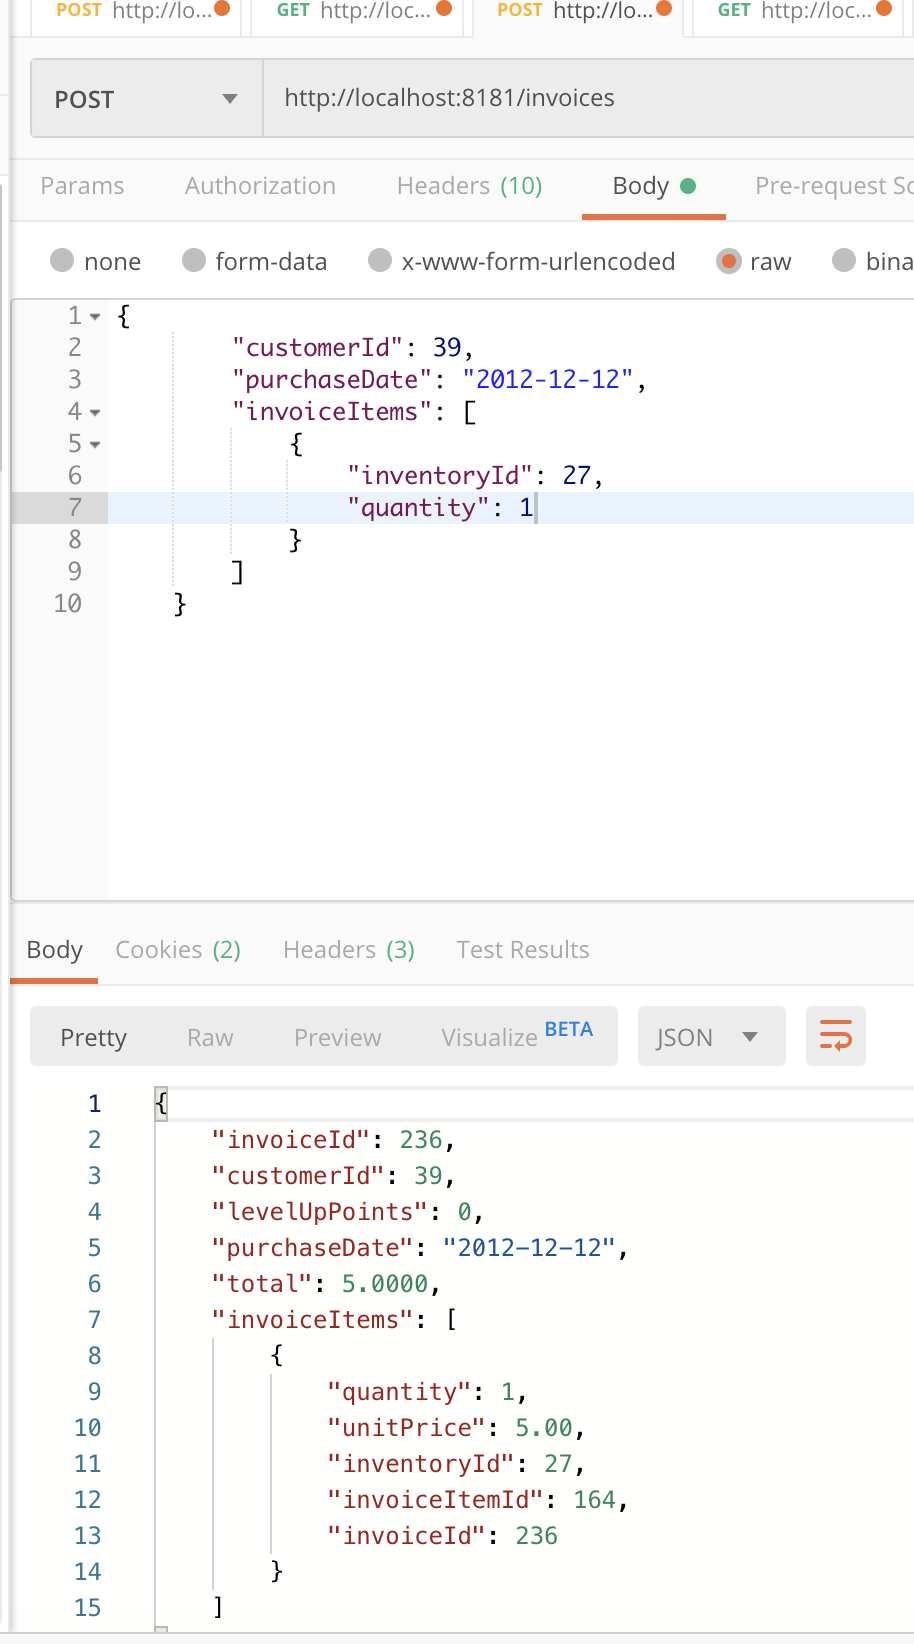 POST http://lo... GET http://loc... POST http://lo... GET http://loc...
POST http://localhost:8181/invoices
Params Authorization Headers (10) Body Pre-request Sc
none form-data x-www-form-urlencoded raw bina
1 {
2 "customerId": 39,
3 "purchaseDate": "2012-12-12",
4 "invoiceItems": [
5 {
6 "inventoryId": 27,
7 "quantity": 1
8 }
9 ]
10 }
Body Cookies (2) Headers (3) Test Results
Pretty Raw Preview Visualize BETA JSON
1 {
2 "invoiceId": 236,
3 "customerId": 39,
4 "levelUpPoints": 0,
5 "purchaseDate": "2012-12-12",
6 "total": 5.0000,
7 "invoiceItems": [
8 {
9 "quantity": 1,
10 "unitPrice": 5.00,
11 "inventoryId": 27,
12 "invoiceItemId": 164,
13 "invoiceId": 236
14 }
15 ]